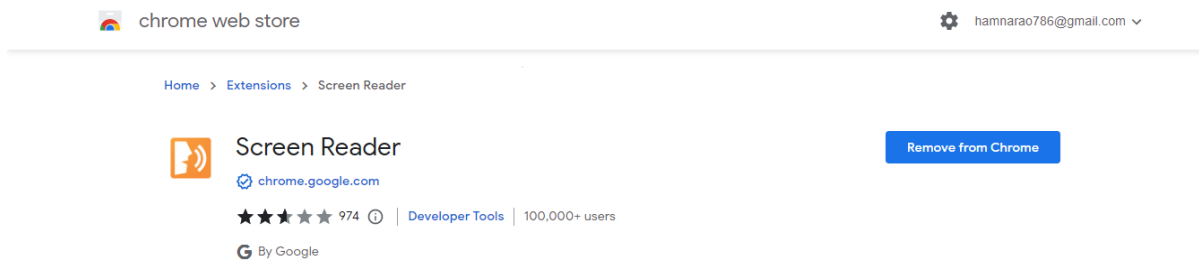 chrome web store
hamnarao786@gmail.com
Home > Extensions > Screen Reader
Screen Reader
Remove from Chrome
chrome.google.com
974 | Developer Tools | 100,000+ users
G By Google